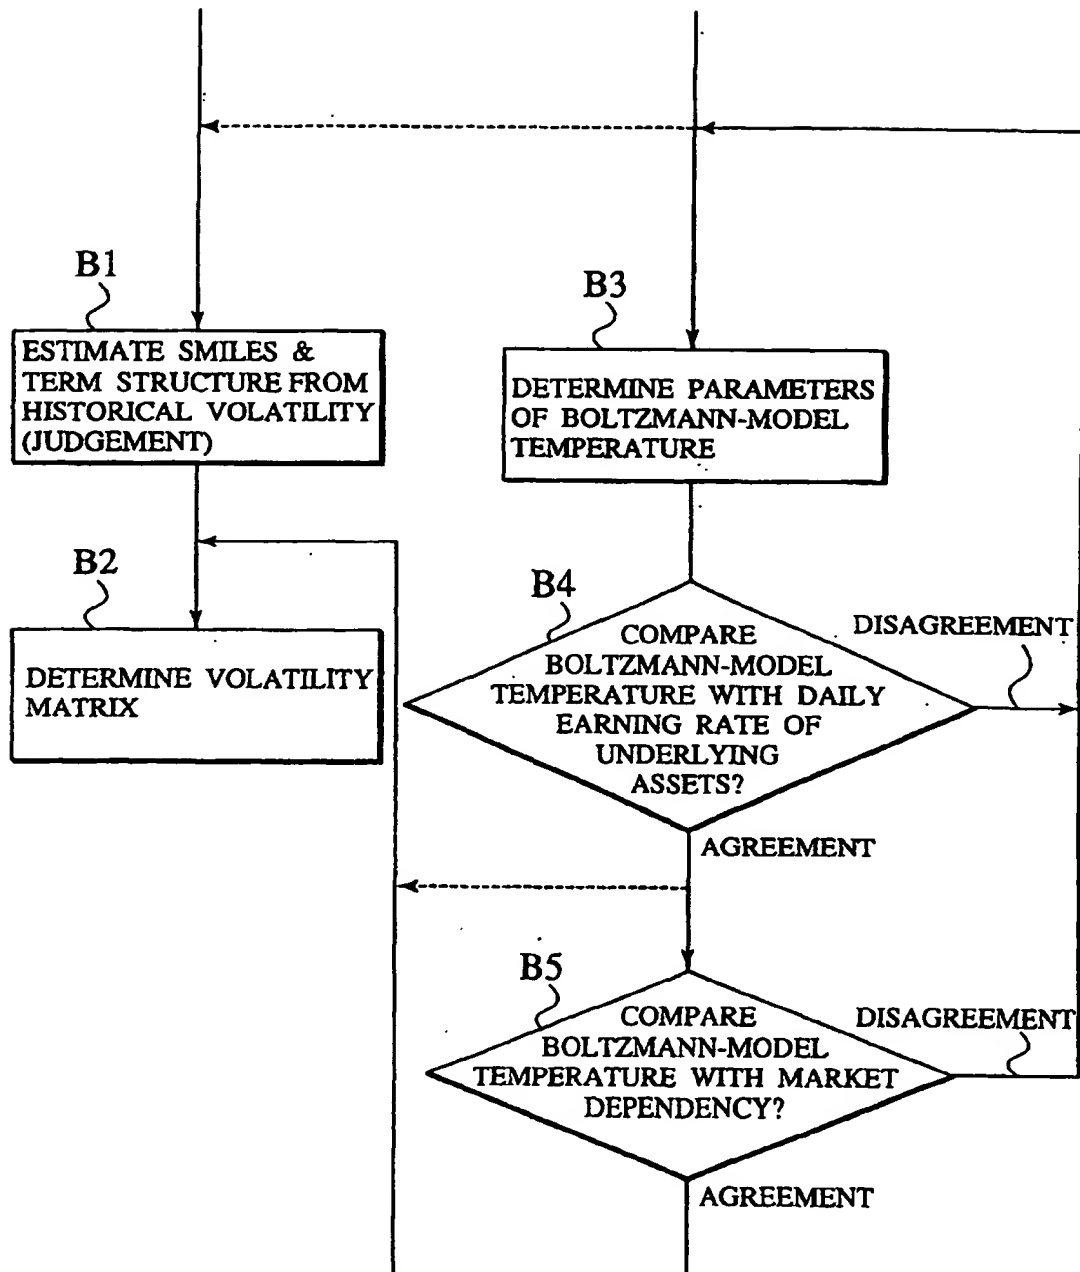 B1
ESTIMATE SMILES &
TERM STRUCTURE FROM
HISTORICAL VOLATILITY
(JUDGEMENT)
B3
DETERMINE PARAMETERS
OF BOLTZMANN-MODEL
TEMPERATURE
B2
DETERMINE VOLATILITY
MATRIX
B4
COMPARE
BOLTZMANN-MODEL
TEMPERATURE WITH DAILY
EARNING RATE OF
UNDERLYING
ASSETS?
DISAGREEMENT
AGREEMENT
B5
COMPARE
BOLTZMANN-MODEL
TEMPERATURE WITH MARKET
DEPENDENCY?
DISAGREEMENT
AGREEMENT